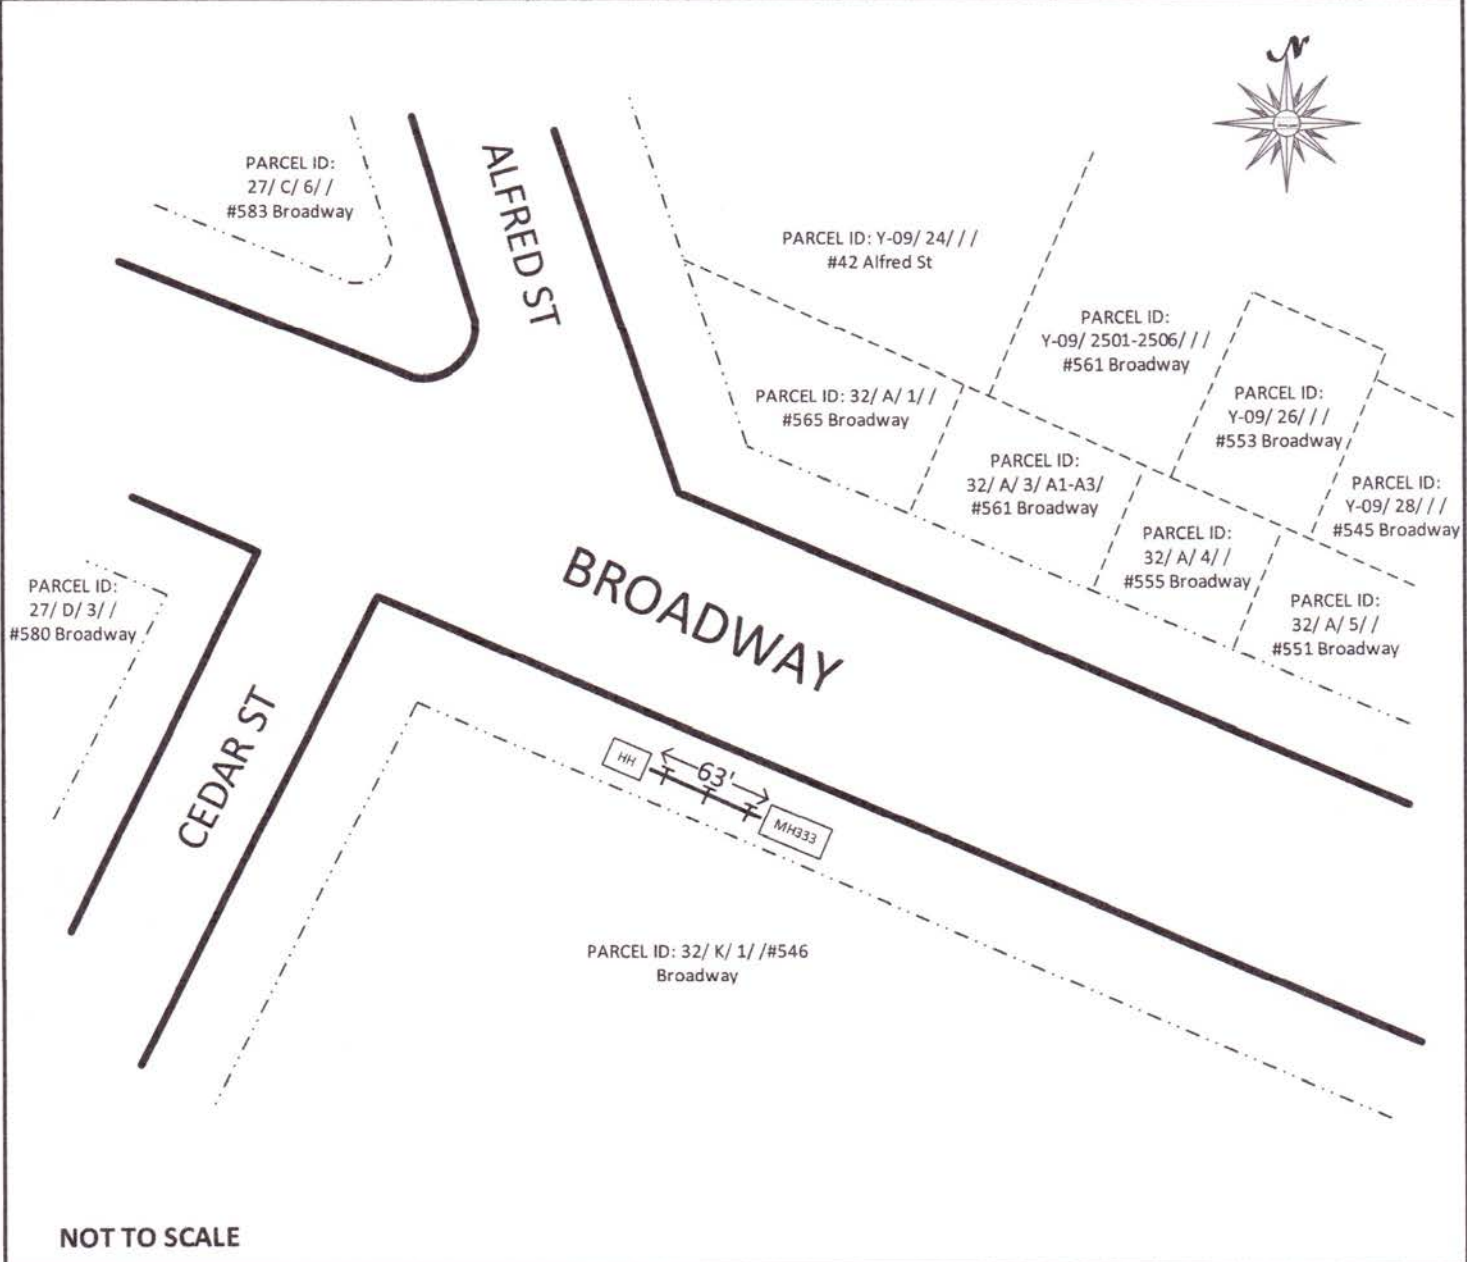 N
PARCEL ID:
27/ C/ 6/ /
#583 Broadway
ALFRED ST
PARCEL ID: Y-09/ 24/ / /
#42 Alfred St
PARCEL ID:
Y-09/ 2501-2506/ / /
#561 Broadway
PARCEL ID: 32/ A/ 1/ /
#565 Broadway
PARCEL ID:
Y-09/ 26/ / /
#553 Broadway
PARCEL ID:
32/ A/ 3/ A1-A3/
#561 Broadway
PARCEL ID:
Y-09/ 28/ / /
#545 Broadway
PARCEL ID:
32/ A/ 4/ /
#555 Broadway
PARCEL ID:
32/ A/ 5/ /
#551 Broadway
PARCEL ID:
27/ D/ 3/ /
#580 Broadway
BROADWAY
CEDAR ST
HH
63'
T T T
MH333
PARCEL ID: 32/ K/ 1/ /#546
Broadway
NOT TO SCALE